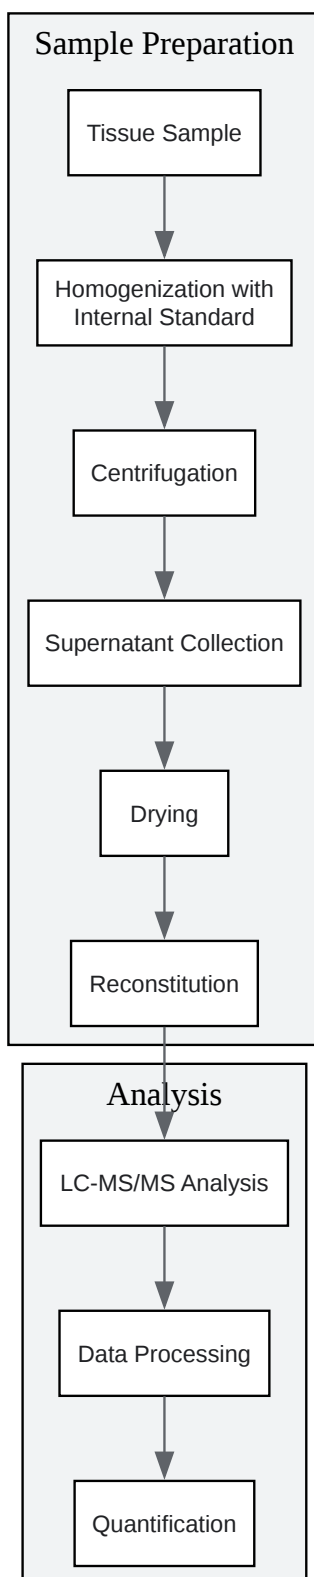 Sample Preparation
Tissue Sample
Homogenization with
Internal Standard
Centrifugation
Supernatant Collection
Drying
Reconstitution
Analysis
LC-MS/MS Analysis
Data Processing
Quantification